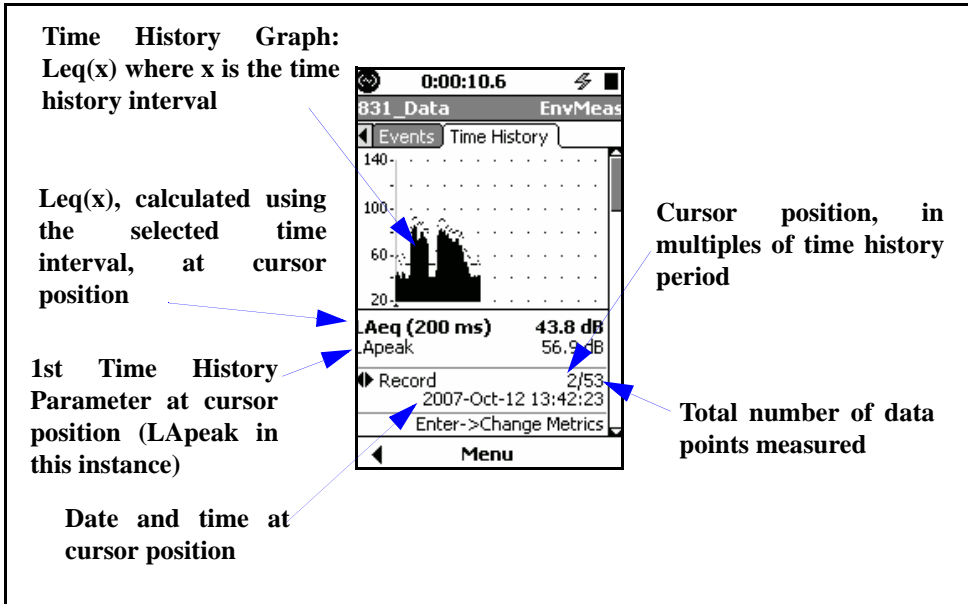 Time History Graph:
Leq(x) where x is the time
history interval
Leq(x), calculated using
the selected time
interval, at cursor
position
1st Time History
Parameter at cursor
position (LApeak in
this instance)
Date and time at
cursor position
0:00:10.6
831_Data EnvMeas
Events Time History
140
100
60
20
LAeq (200 ms) 43.8 dB
LApeak 56.9 dB
Record 2/53
2007-Oct-12 13:42:23
Enter->Change Metrics
Menu
Cursor position, in
multiples of time history
period
Total number of data
points measured